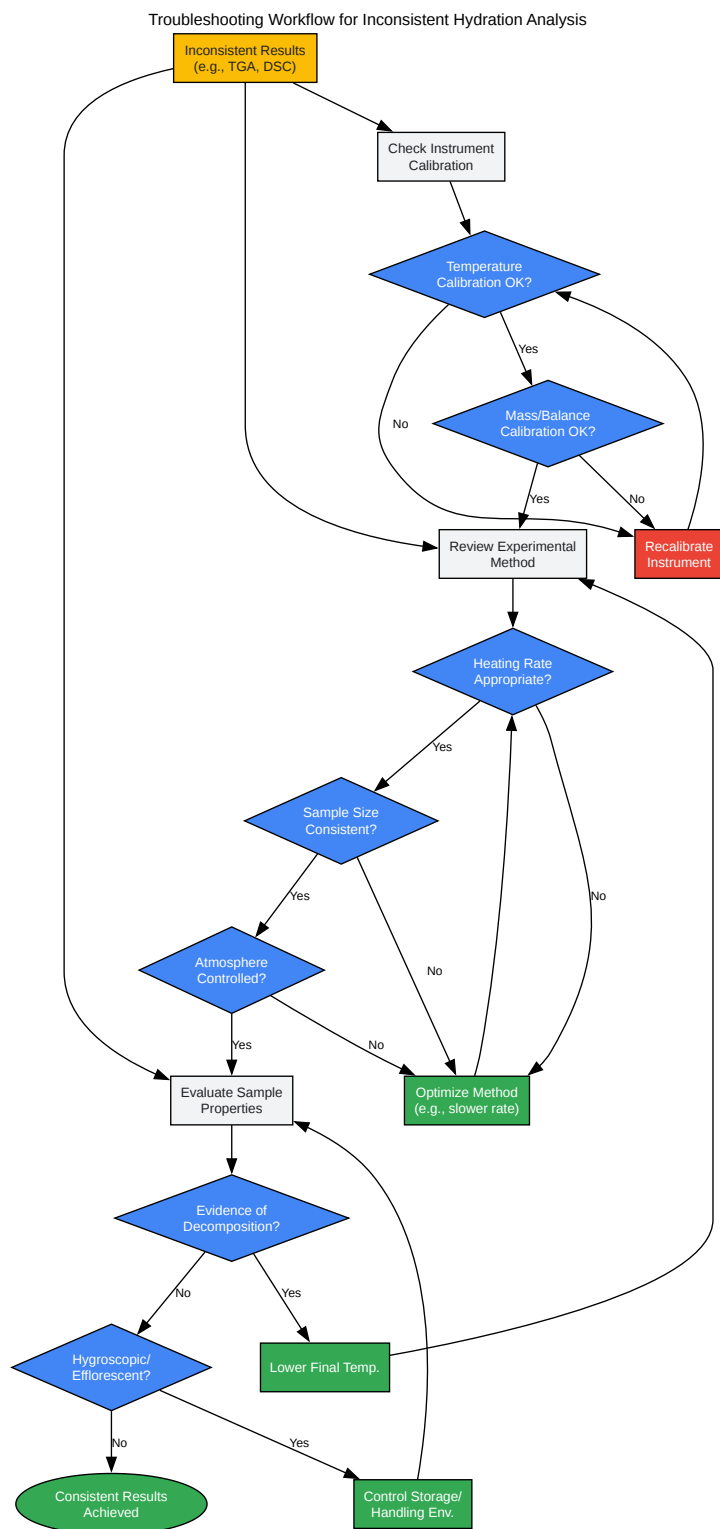 Troubleshooting Workflow for Inconsistent Hydration Analysis
Inconsistent Results
(e.g., TGA, DSC)
Check Instrument
Calibration
Temperature
Calibration OK?
Yes
Mass/Balance
Calibration OK?
No
Yes
No
Review Experimental
Method
Recalibrate
Instrument
Heating Rate
Appropriate?
Yes
Sample Size
Consistent?
Yes
No
Atmosphere
Controlled?
No
Yes
No
Evaluate Sample
Properties
Optimize Method
(e.g., slower rate)
Evidence of
Decomposition?
No
Yes
Hygroscopic/
Efflorescent?
Lower Final Temp.
No
Yes
Consistent Results
Achieved
Control Storage/
Handling Env.